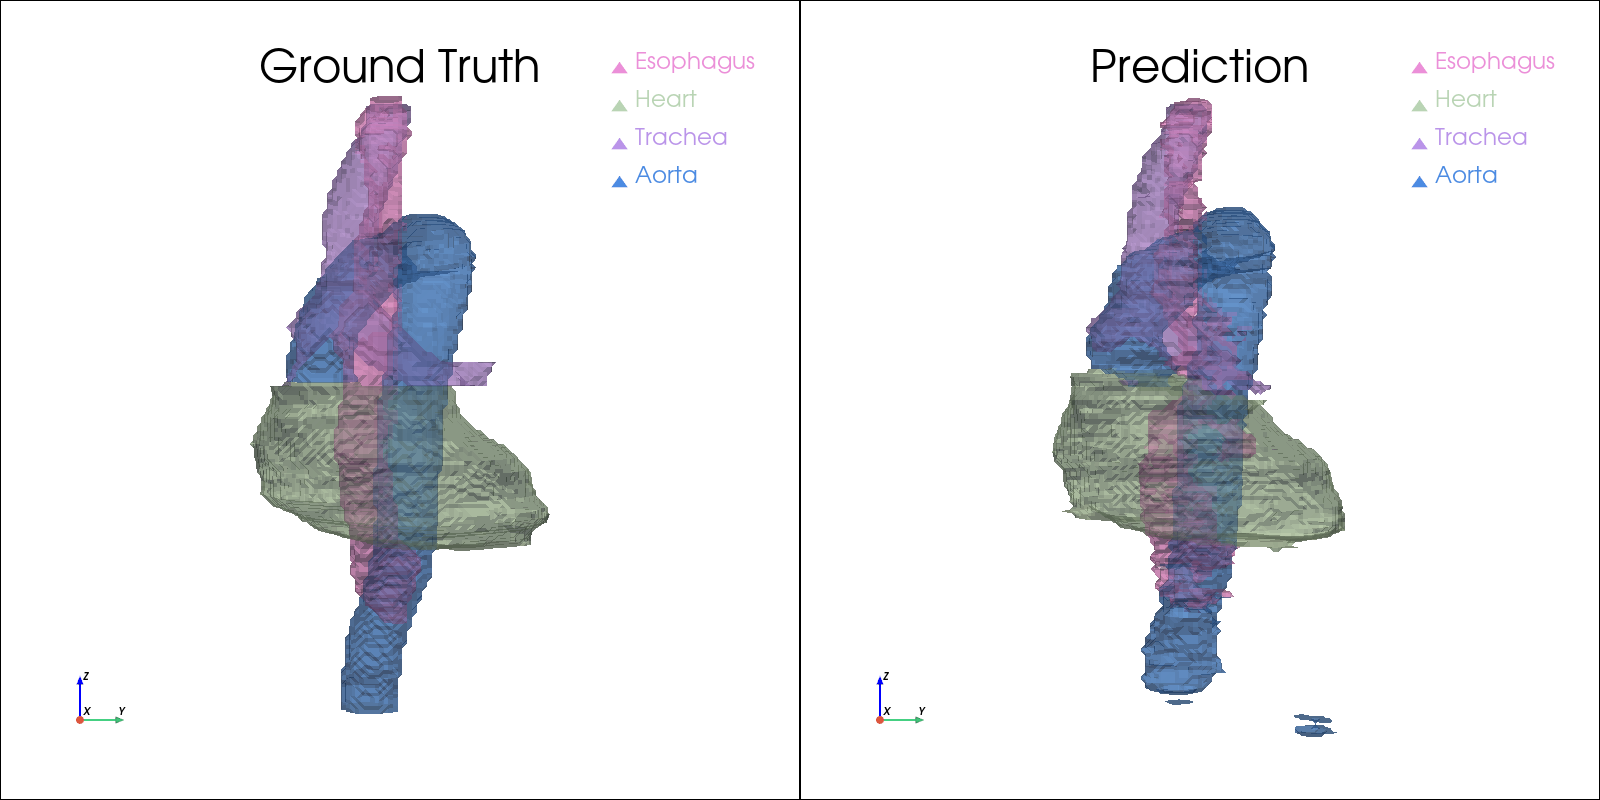 Ground Truth
Esophagus
Heart
Trachea
Aorta
Z
X
Y
Prediction
Esophagus
Heart
Trachea
Aorta
Z
X
Y